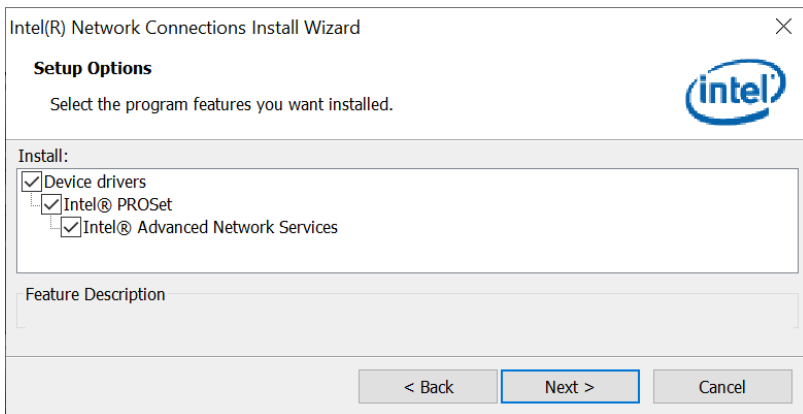 Intel(R) Network Connections Install Wizard
Setup Options
Select the program features you want installed.
intel
Install:
Device drivers
Intel® PROSet
Intel® Advanced Network Services
Feature Description
< Back
Next >
Cancel